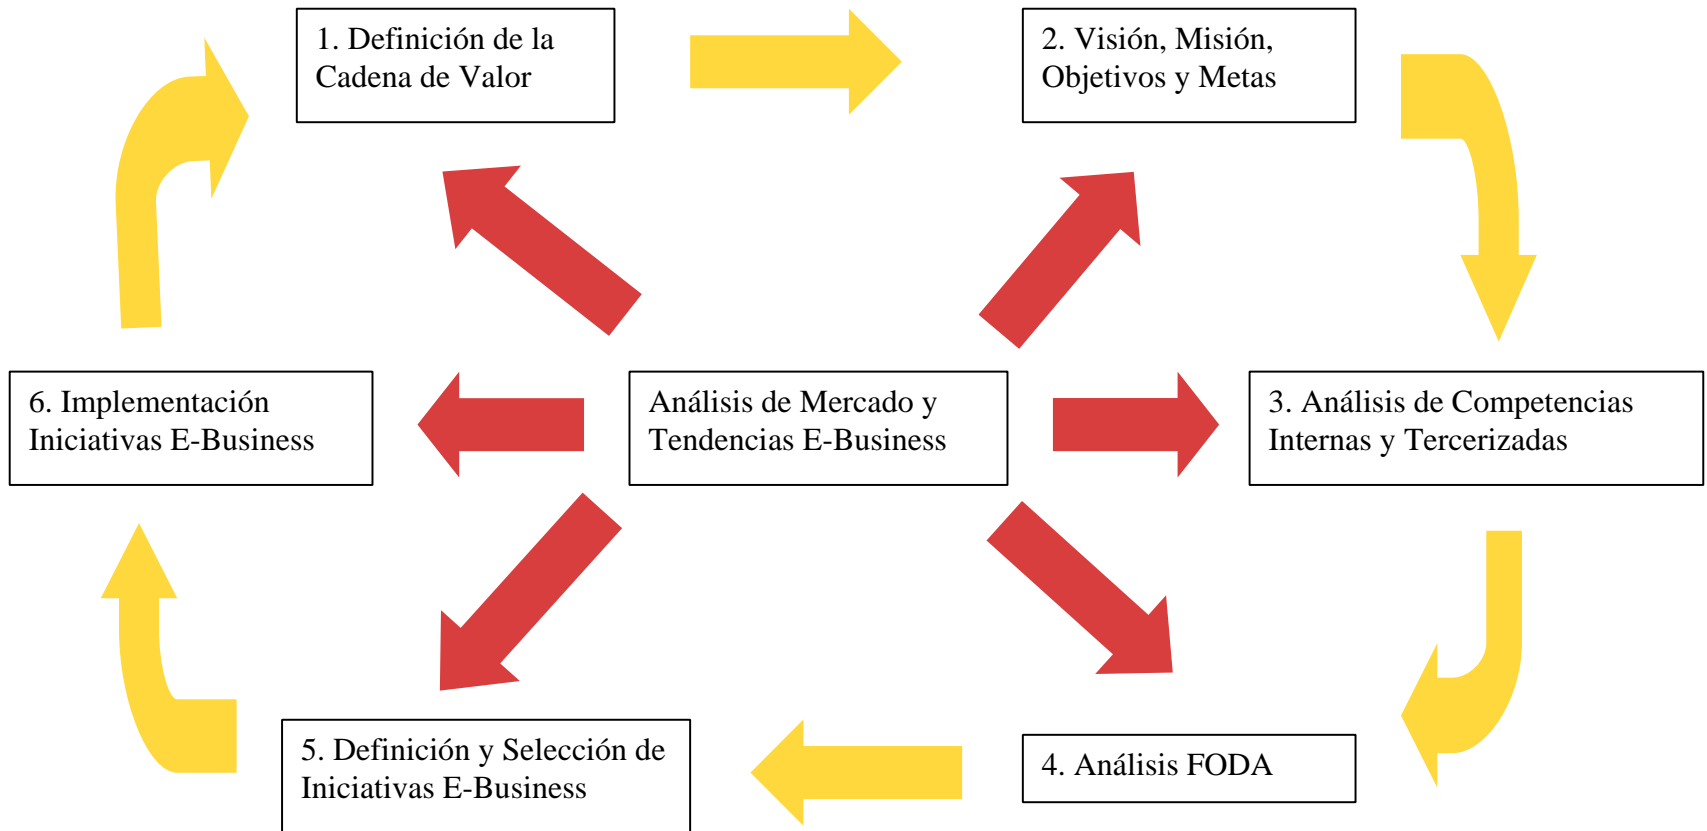 1. Definición de la
Cadena de Valor
2. Visión, Misión,
Objetivos y Metas
6. Implementación
Iniciativas E-Business
Análisis de Mercado y
Tendencias E-Business
3. Análisis de Competencias
Internas y Tercerizadas
5. Definición y Selección de
Iniciativas E-Business
4. Análisis FODA